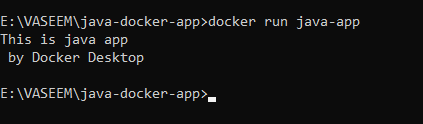 E:\VASEEM\java-docker-app>docker run java-app
This is java app
 by Docker Desktop
E:\VASEEM\java-docker-app>